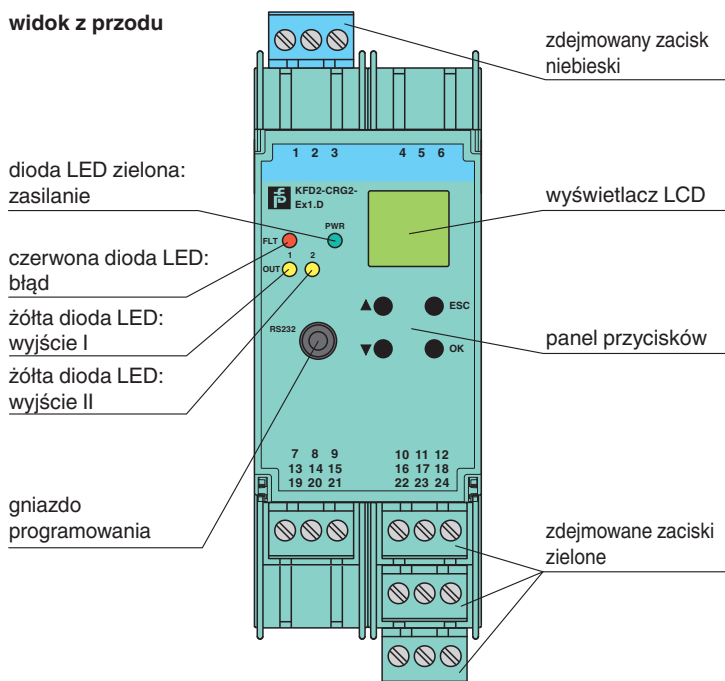 widok z przodu
zdejmowany zacisk
niebieski
1 2 3 4 5 6
dioda LED zielona:
zasilanie
KFD2-CRG2-
Ex1.D
wyświetlacz LCD
PWR
FLT
czerwona dioda LED:
błąd
1 2
OUT
żółta dioda LED:
wyjście I
▲ ESC
RS232
panel przycisków
▼ OK
żółta dioda LED:
wyjście II
7 8 9 10 11 12
13 14 15 16 17 18
19 20 21 22 23 24
gniazdo
programowania
zdejmowane zaciski
zielone